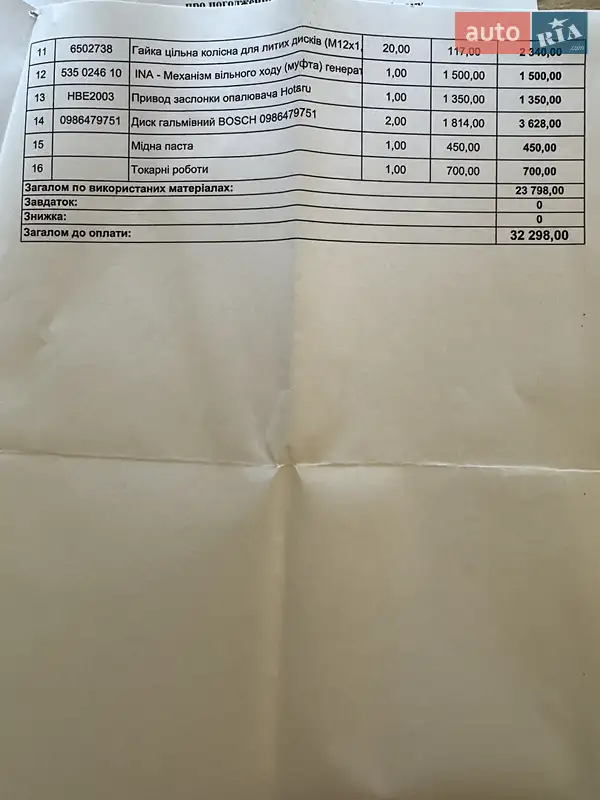 про погоджен
auto RIA
11 6502738 Гайка цільна колісна для литих дисків (М12х1, 20,00 117,00 2 340,00
12 535 0246 10 INA - Механізм вільного ходу (муфта) генерат 1,00 1 500,00 1 500,00
13 HBE2003 Привод заслонки опалювача Hotaru 1,00 1 350,00 1 350,00
14 0986479751 Диск гальмівний BOSCH 0986479751 2,00 1 814,00 3 628,00
15 Мідна паста 1,00 450,00 450,00
16 Токарні роботи 1,00 700,00 700,00
Загалом по використаних матеріалах: 23 798,00
Завдаток: 0
Знижка: 0
Загалом до оплати: 32 298,00